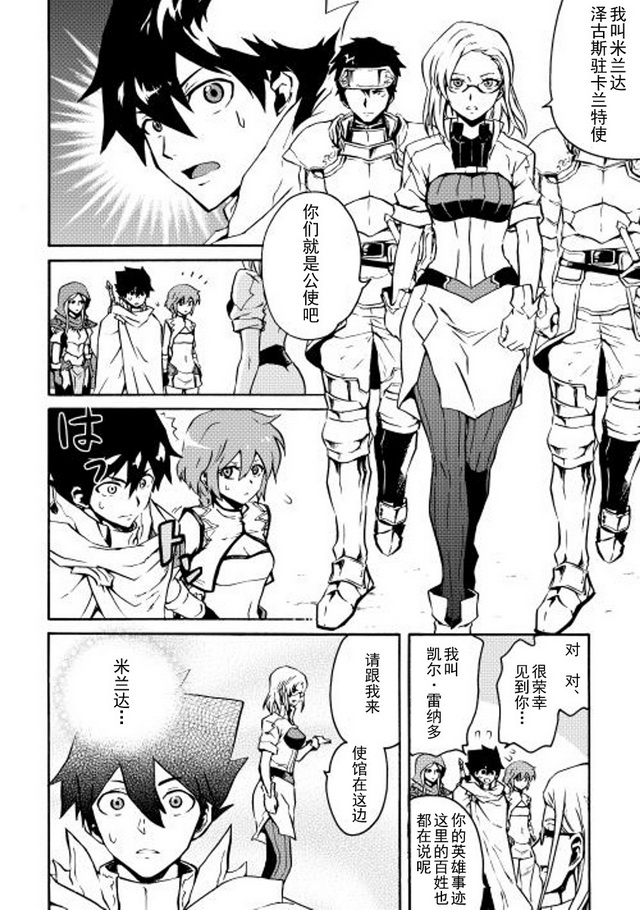 我叫米兰达
泽古斯驻卡兰特使
你们就是公使吧
はっ
ドキ
对 对、
很荣幸
见到你…
我叫
凯尔·雷纳多
你的英雄事迹
这里的百姓也
都在说呢
请跟我来
使馆在这边
米兰达…